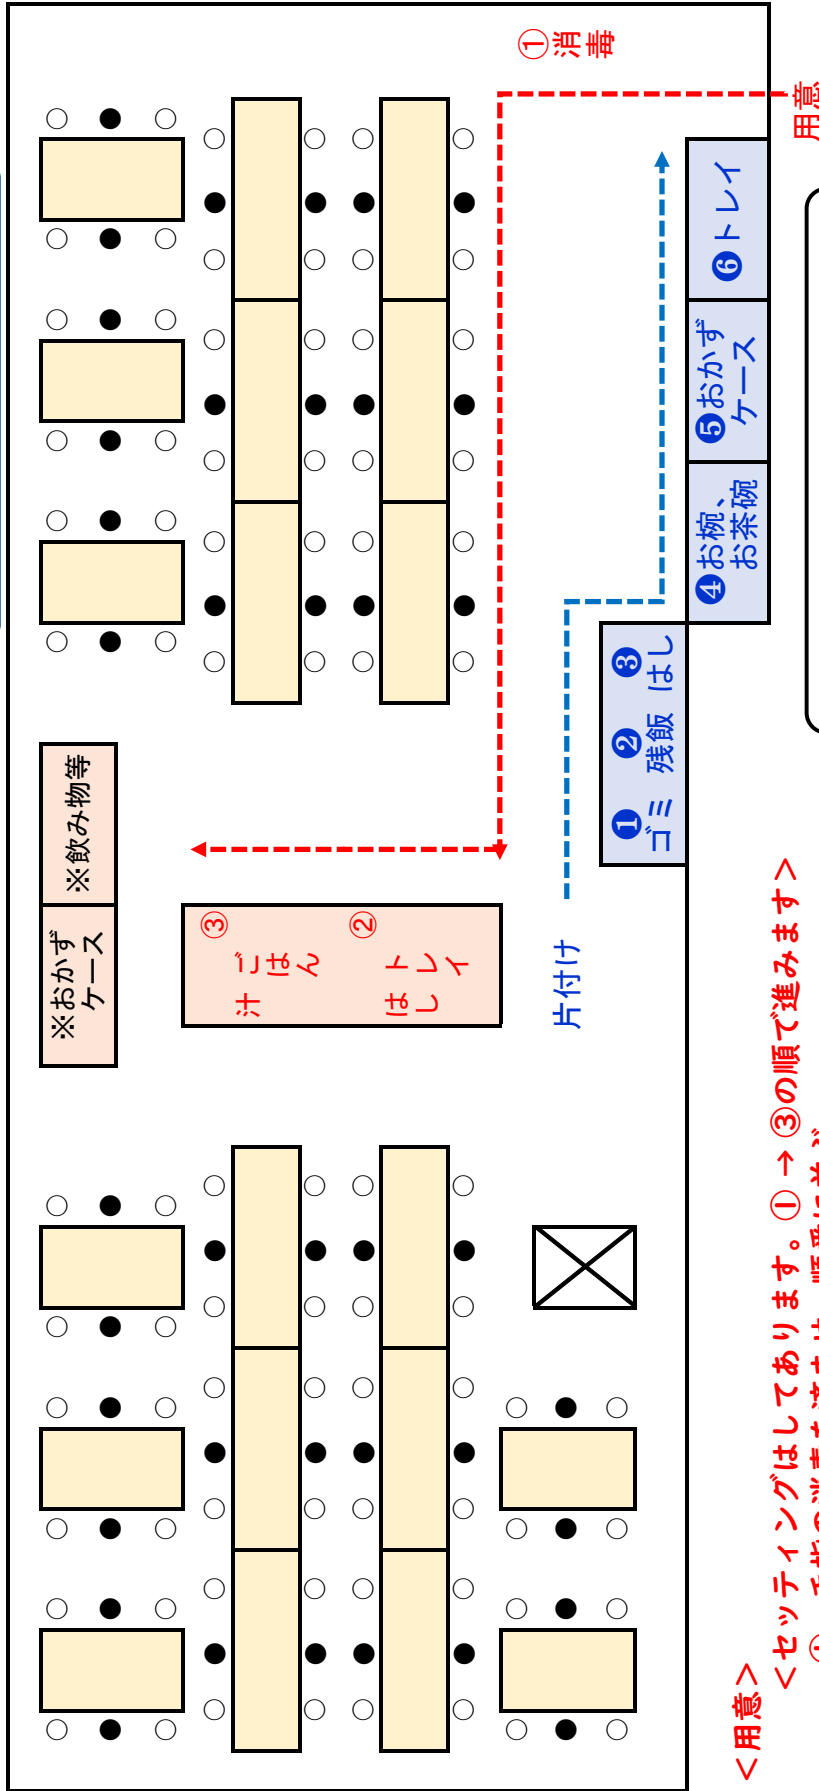 ※おかず
ケース
※飲み物等
③
汁
ごはん
②
はし
トレイ
①消毒
片付け
❶
ゴミ
❷
残飯
❸
はし
❹お椀、
お茶碗
❺おかず
ケース
❻トレイ
用意
＜用意＞
＜セッティングはしてあります。①→③の順で進みます＞